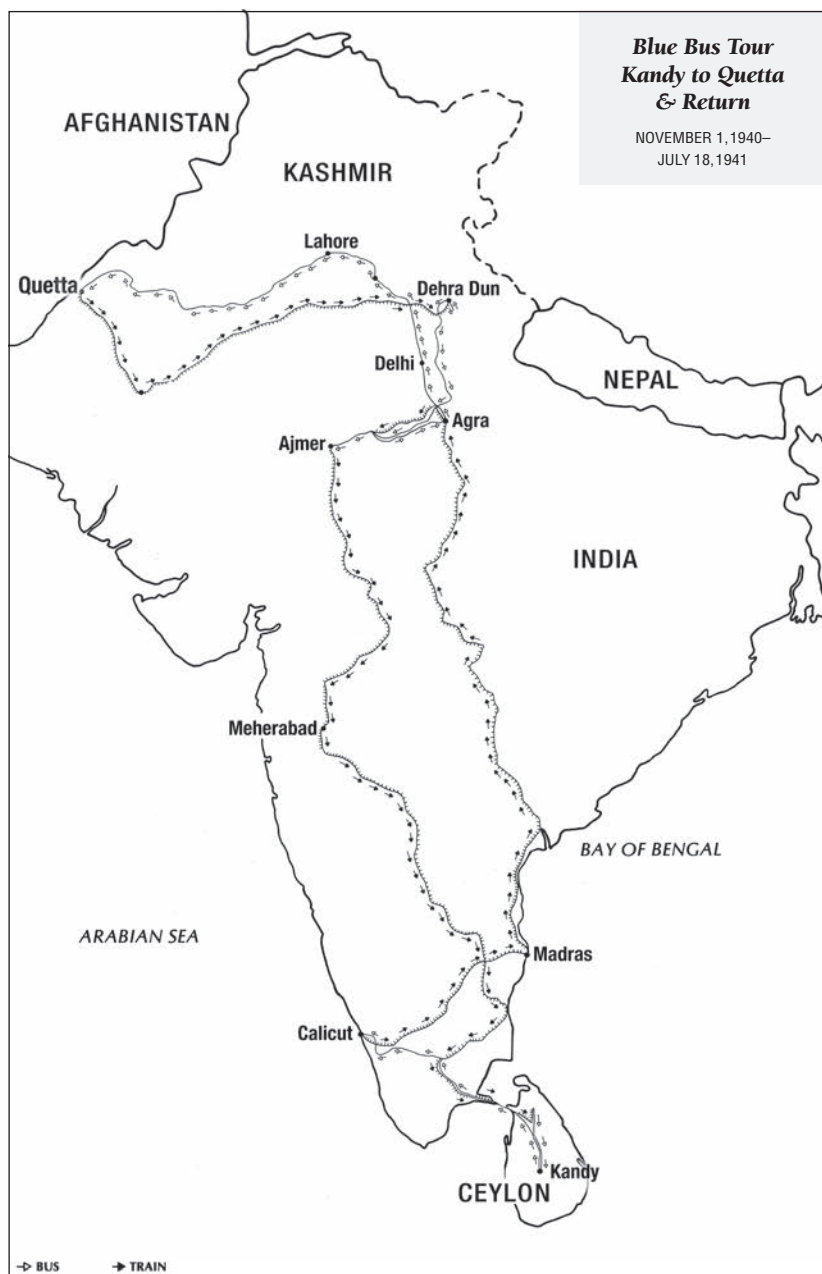 Blue Bus Tour
Kandy to Quetta
& Return
NOVEMBER 1, 1940–
JULY 18, 1941
AFGHANISTAN
KASHMIR
Lahore
Quetta
Dehra Dun
Delhi
NEPAL
Agra
Ajmer
INDIA
Meherabad
BAY OF BENGAL
ARABIAN SEA
Madras
Calicut
Kandy
CEYLON
BUS TRAIN